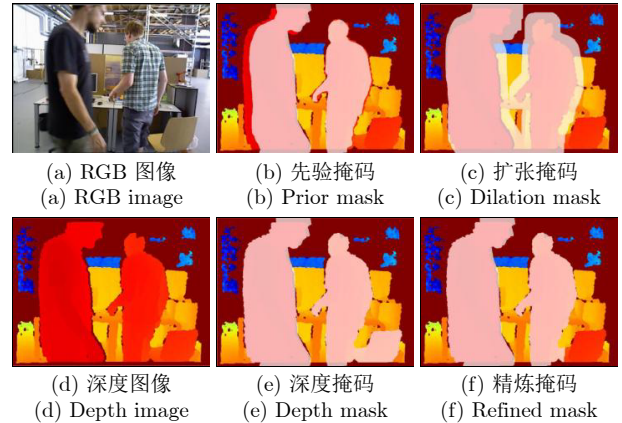 (a) RGB 图像
(a) RGB image
(b) 先验掩码
(b) Prior mask
(c) 扩张掩码
(c) Dilation mask
(d) 深度图像
(d) Depth image
(e) 深度掩码
(e) Depth mask
(f) 精炼掩码
(f) Refined mask